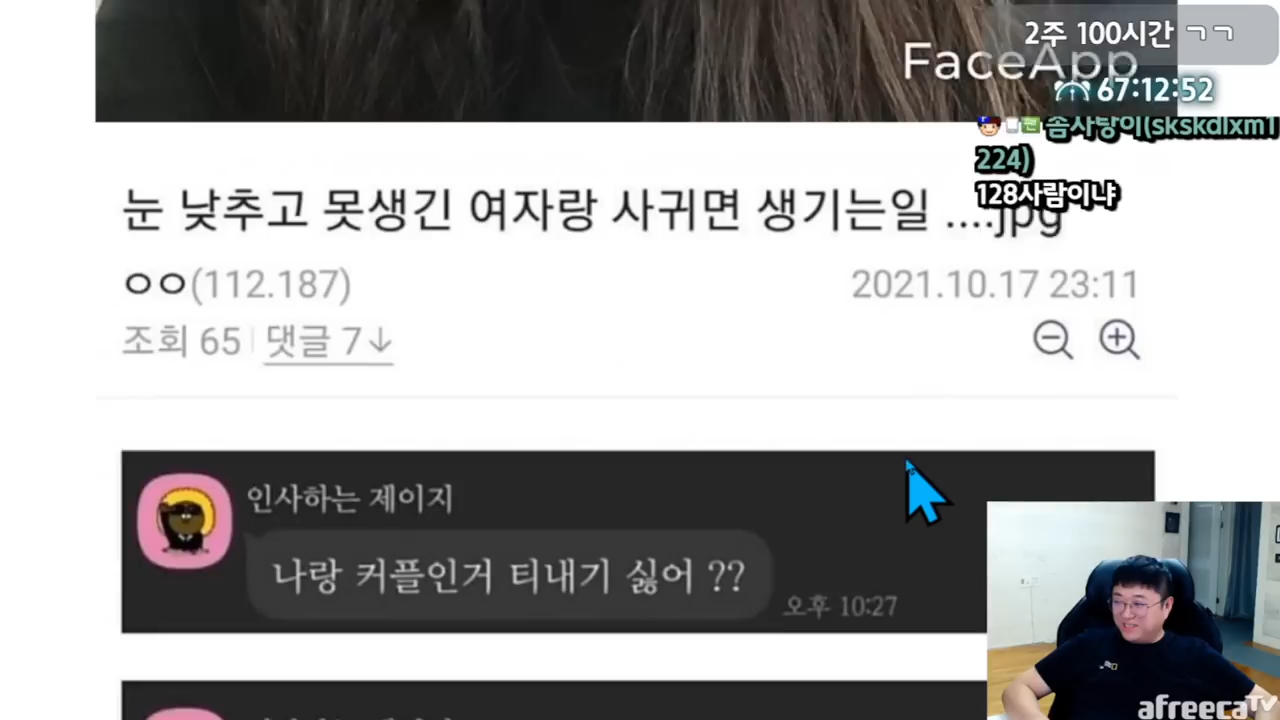 2주 100시간 ㄱㄱ
FaceApp
67:12:52
솜사탕이(skskdlxm1
224)
128사람이냐
눈 낮추고 못생긴 여자랑 사귀면 생기는일 ....jpg
ㅇㅇ(112.187)
2021.10.17 23:11
조회 65
댓글 7↓
인사하는 제이지
나랑 커플인거 티내기 싫어 ??
오후 10:27
afreecaTV